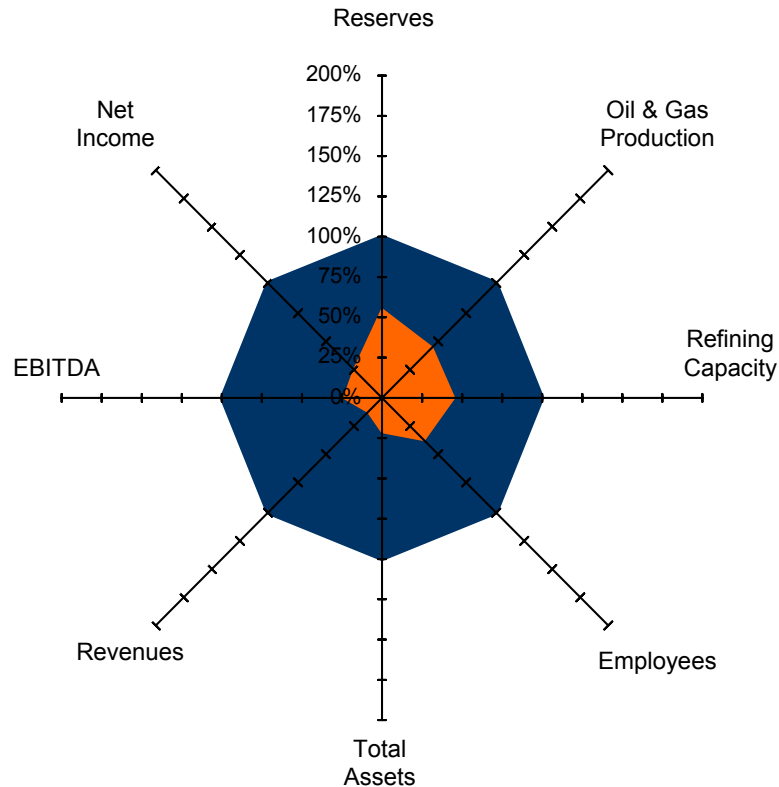 Reserves
200%
175%
150%
125%
100%
75%
50%
25%
0%
Net
Income
Oil & Gas
Production
EBITDA
Refining
Capacity
Revenues
Employees
Total
Assets